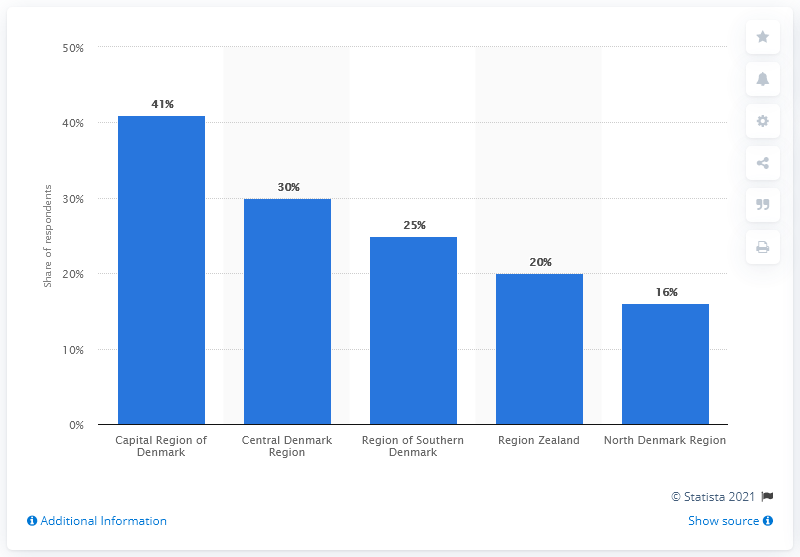 50%
40%
30%
20%
10%
0%
Share of respondents
41%
30%
25%
20%
16%
Capital Region of
Denmark
Central Denmark
Region
Region of Southern
Denmark
Region Zealand
North Denmark Region
© Statista 2021
Additional Information
Show source